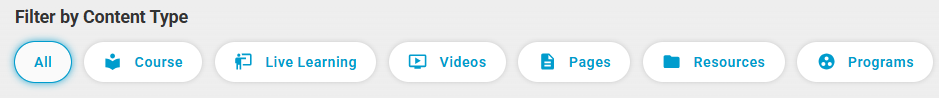 Filter by Content Type
All Course Live Learning Videos Pages Resources Programs